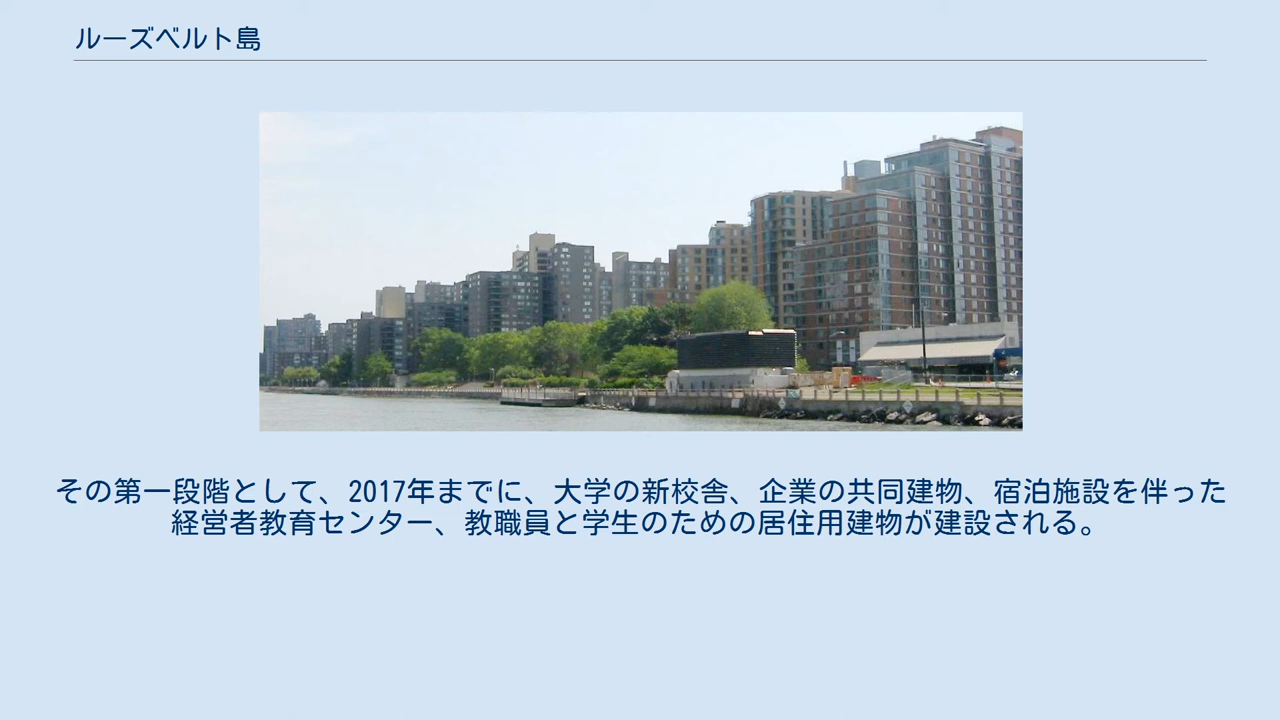 ルーズベルト島
その第一段階として、2017年までに、大学の新校舎、企業の共同建物、宿泊施設を伴った
経営者教育センター、教職員と学生のための居住用建物が建設される。